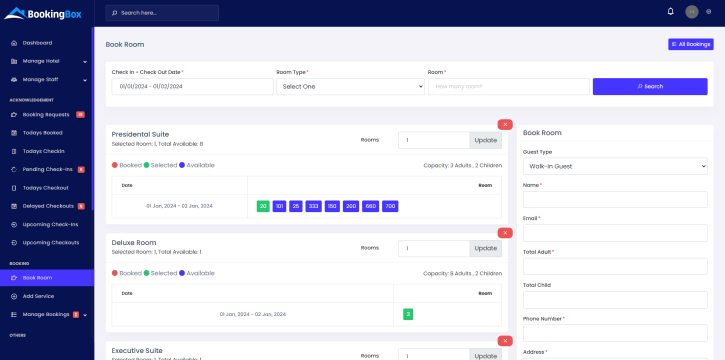 BookingBox
Search here...
Dashboard
Manage Hotel
Manage Staff
ACKNOWLEDGEMENT
Booking Requests
Todays Booked
Todays Checkin
Pending Check-Ins
Todays Checkout
Delayed Checkouts
Upcoming Check-Ins
Upcoming Checkouts
BOOKING
Book Room
Add Service
Manage Bookings
OTHERS
Book Room
All Bookings
Check In - Check Out Date *
01/01/2024 - 01/02/2024
Room Type *
Select One
Room *
How many room?
Search
Presidental Suite
Selected Room: 1, Total Available: 8
Rooms
1
Update
Booked Selected Available
Capacity: 3 Adults , 2 Children
Date Room
01 Jan, 2024 - 02 Jan, 2024
20 101 25 333 150 200 660 700
Deluxe Room
Selected Room: 1, Total Available: 1
Rooms
1
Update
Booked Selected Available
Capacity: 8 Adults , 2 Children
Date Room
01 Jan, 2024 - 02 Jan, 2024
3
Executive Suite
Selected Room: 1, Total Available: 1
Rooms
1
Update
Book Room
Guest Type
Walk-In Guest
Name *
Email *
Total Adult *
Total Child
Phone Number *
Address *